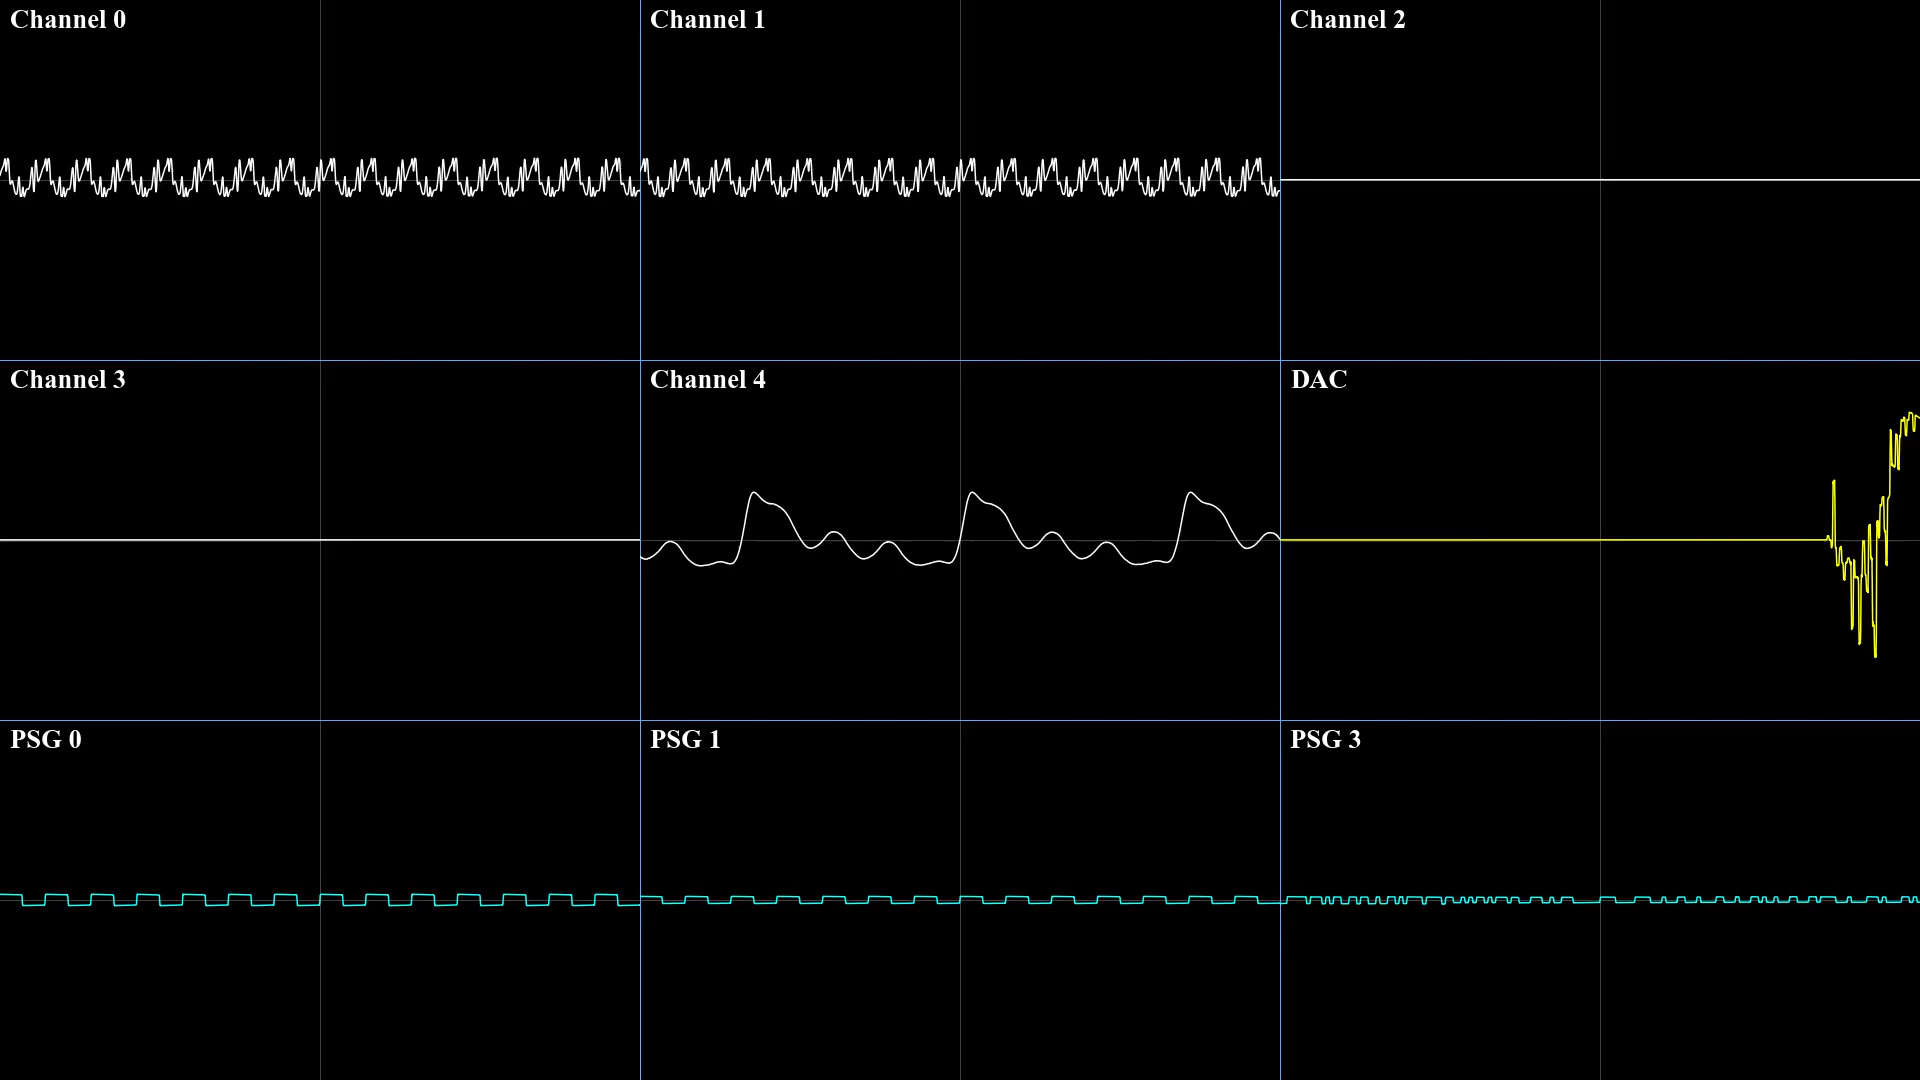 Channel 0
Channel 1
Channel 2
Channel 3
Channel 4
DAC
PSG 0
PSG 1
PSG 3